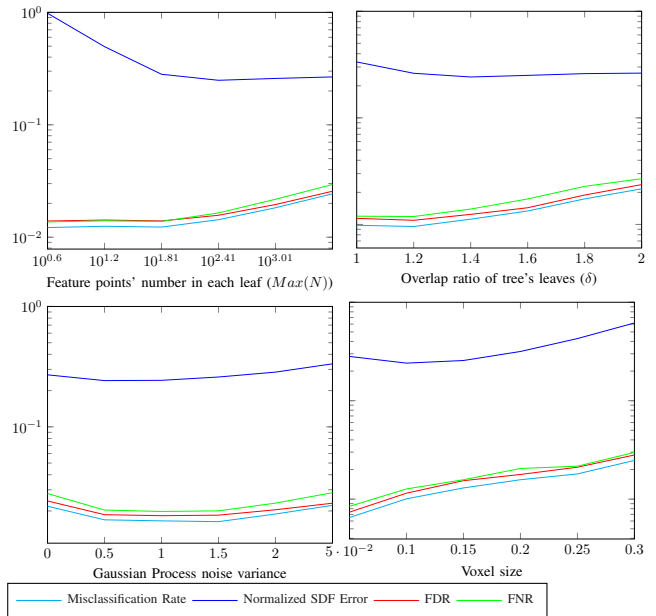 10^0
10^−1
10^−2
10^0.6 10^1.2 10^1.81 10^2.41 10^3.01
Feature points' number in each leaf (Max(N))
1 1.2 1.4 1.6 1.8 2
Overlap ratio of tree's leaves (δ)
10^0
10^−1
0 0.5 1 1.5 2
Gaussian Process noise variance
5 · 10^−2 0.1 0.15 0.2 0.25 0.3
Voxel size
Misclassification Rate Normalized SDF Error FDR FNR